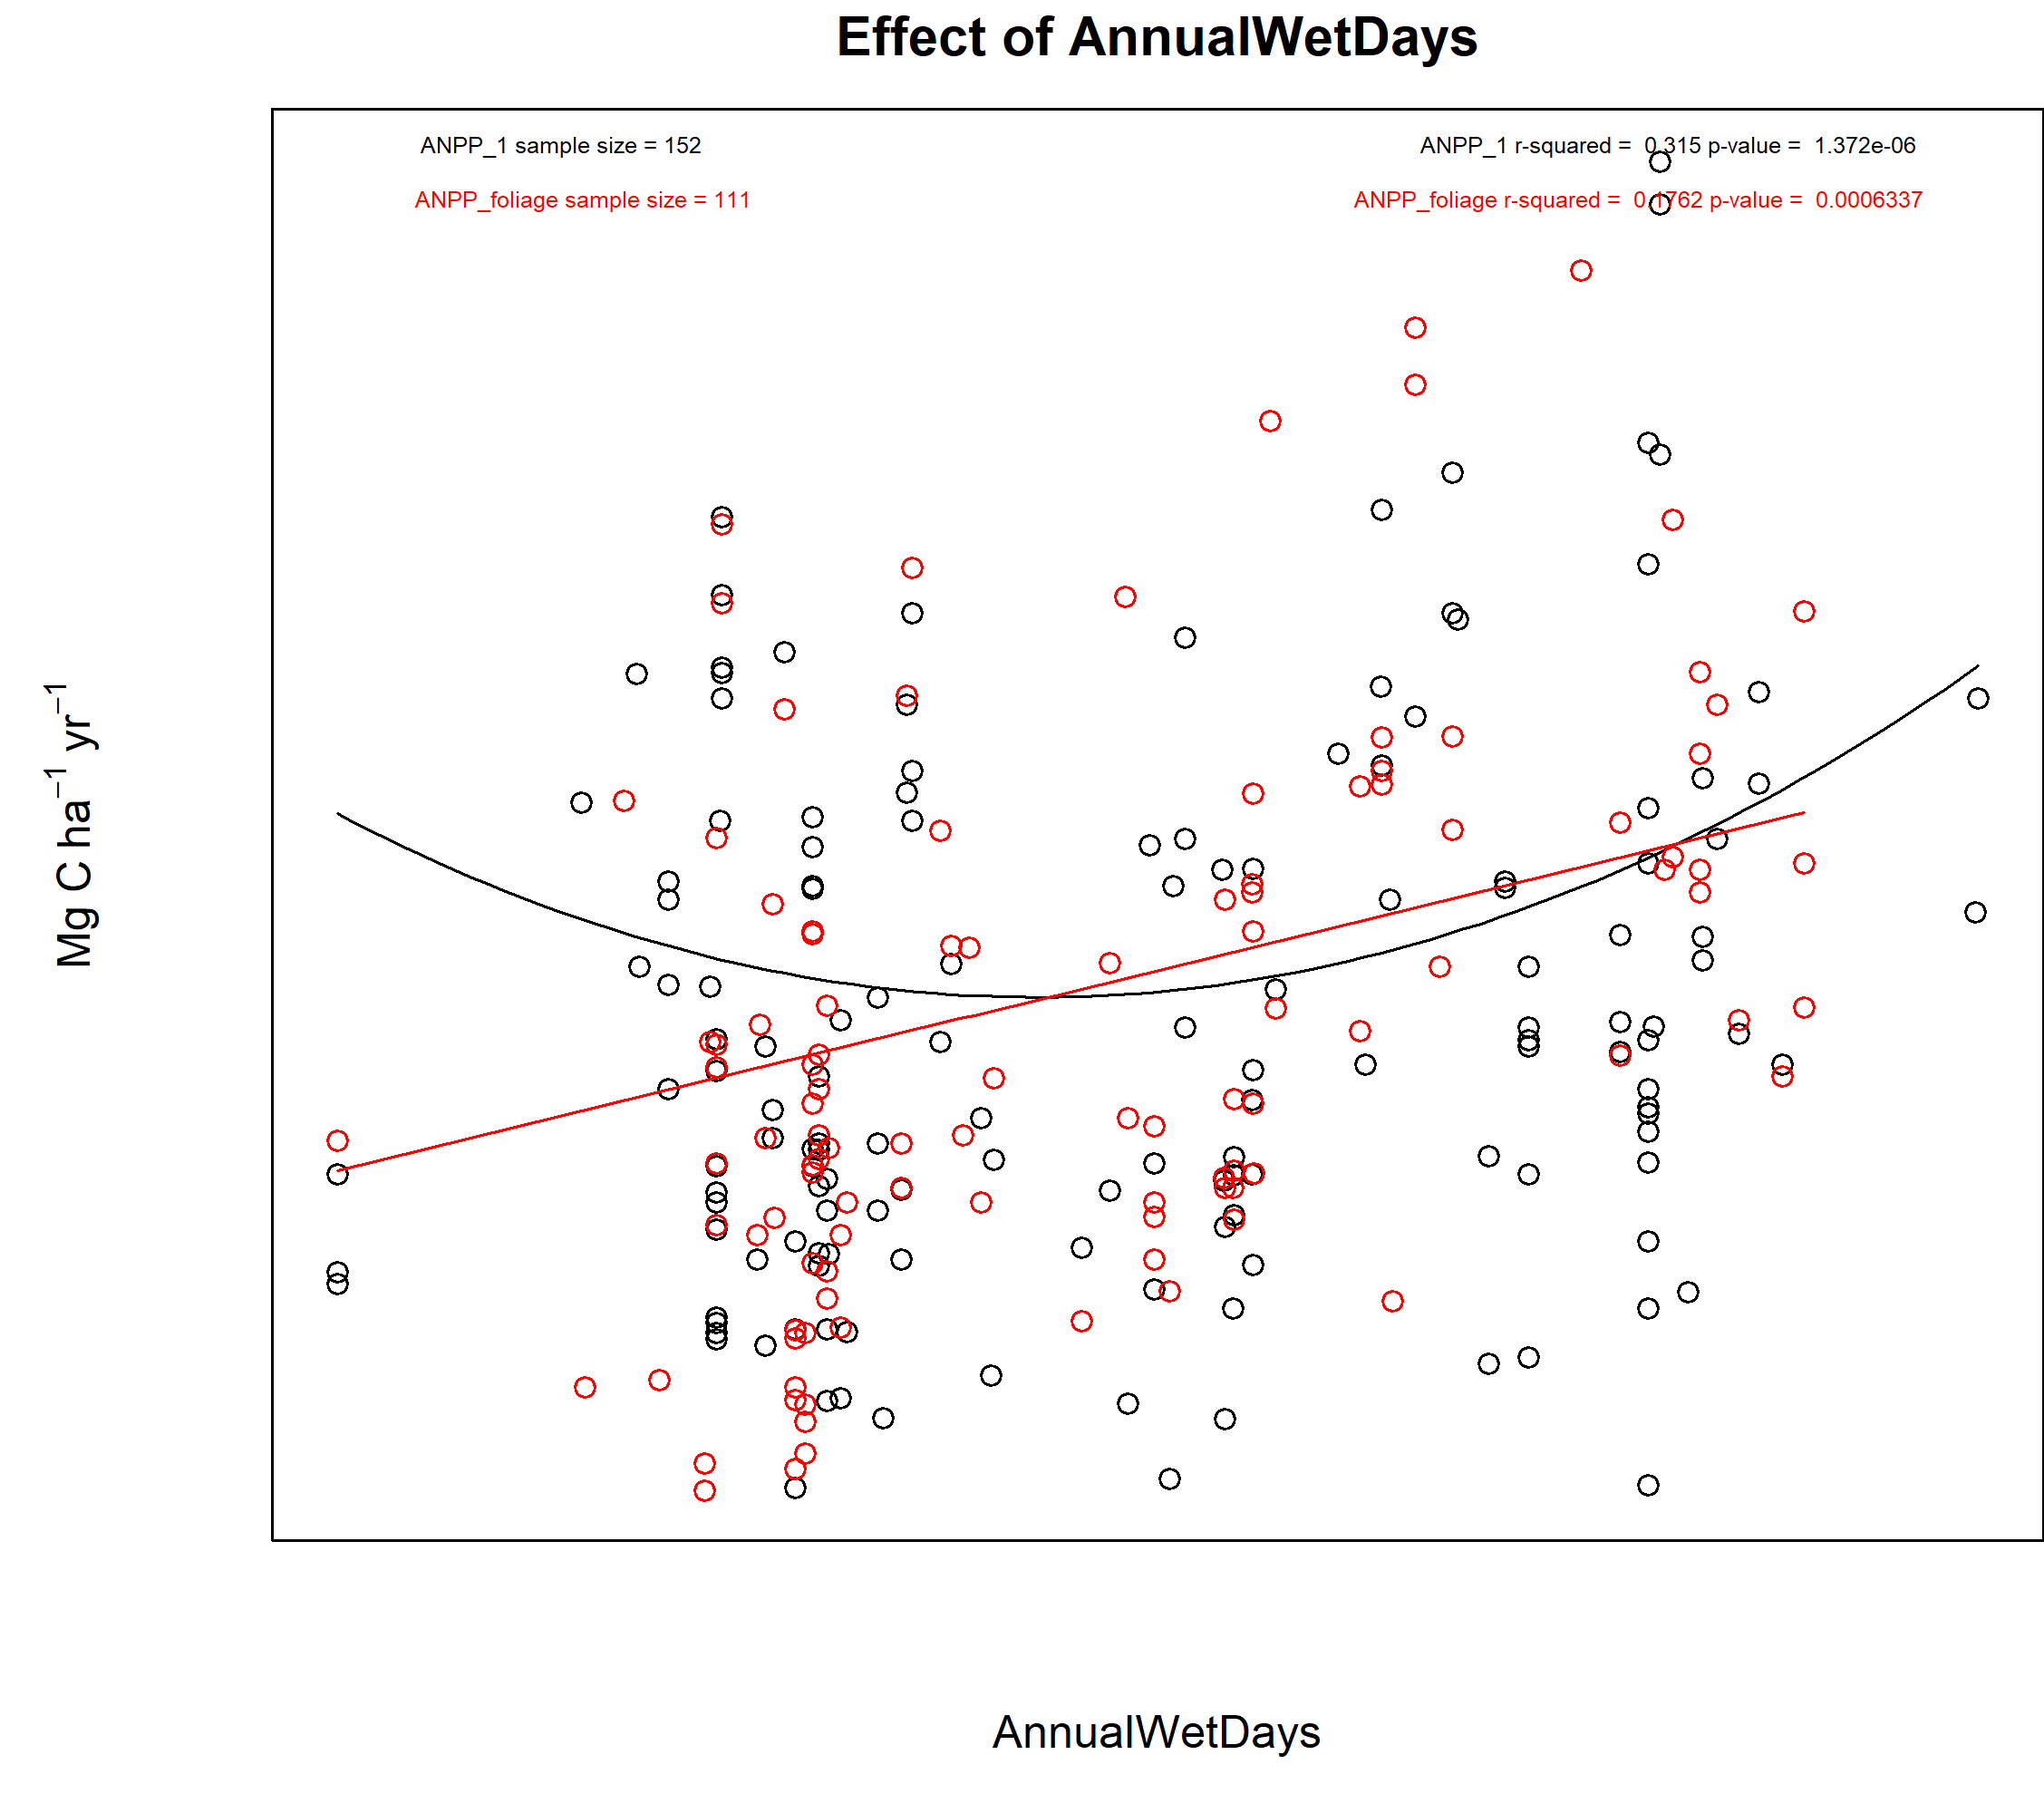 Effect of AnnualWetDays
ANPP_1 sample size = 152
ANPP_1 r-squared = 0.315 p-value = 1.372e-06
ANPP_foliage sample size = 111
ANPP_foliage r-squared = 0.1762 p-value = 0.0006337
Mg C ha⁻¹ yr⁻¹
AnnualWetDays